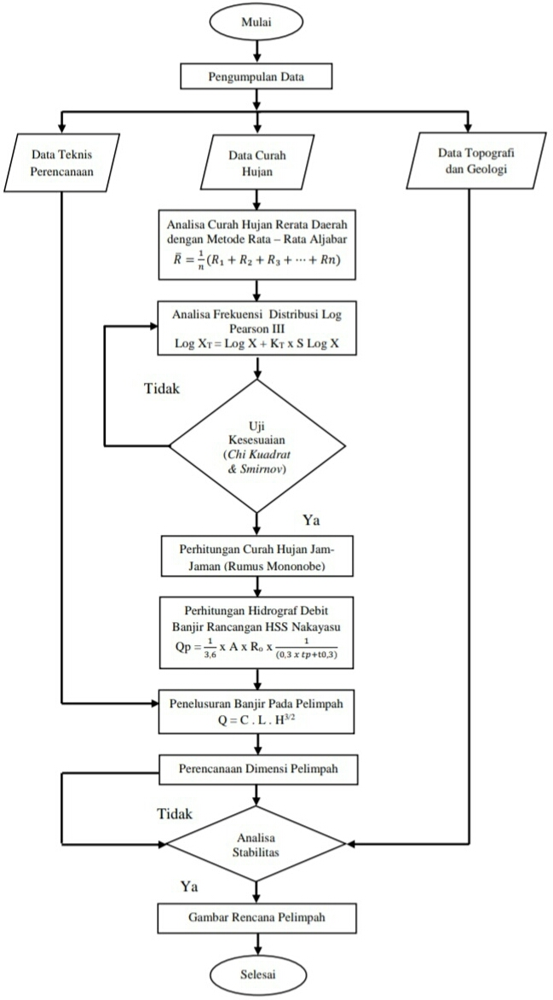 Mulai
Pengumpulan Data
Data Teknis
Perencanaan
Data Curah
Hujan
Data Topografi
dan Geologi
Analisa Curah Hujan Rerata Daerah
dengan Metode Rata – Rata Aljabar
R̄ = 1/n (R₁ + R₂ + R₃ + ⋯ + Rn)
Analisa Frekuensi Distribusi Log
Pearson III
Log X_T = Log X + K_T x S Log X
Tidak
Uji
Kesesuaian
(Chi Kuadrat
& Smirnov)
Ya
Perhitungan Curah Hujan Jam-
Jaman (Rumus Mononobe)
Perhitungan Hidrograf Debit
Banjir Rancangan HSS Nakayasu
Qp = 1/3,6 x A x Rₒ x 1/(0,3 x tp+t0,3)
Penelusuran Banjir Pada Pelimpah
Q = C . L . H^3/2
Perencanaan Dimensi Pelimpah
Tidak
Analisa
Stabilitas
Ya
Gambar Rencana Pelimpah
Selesai